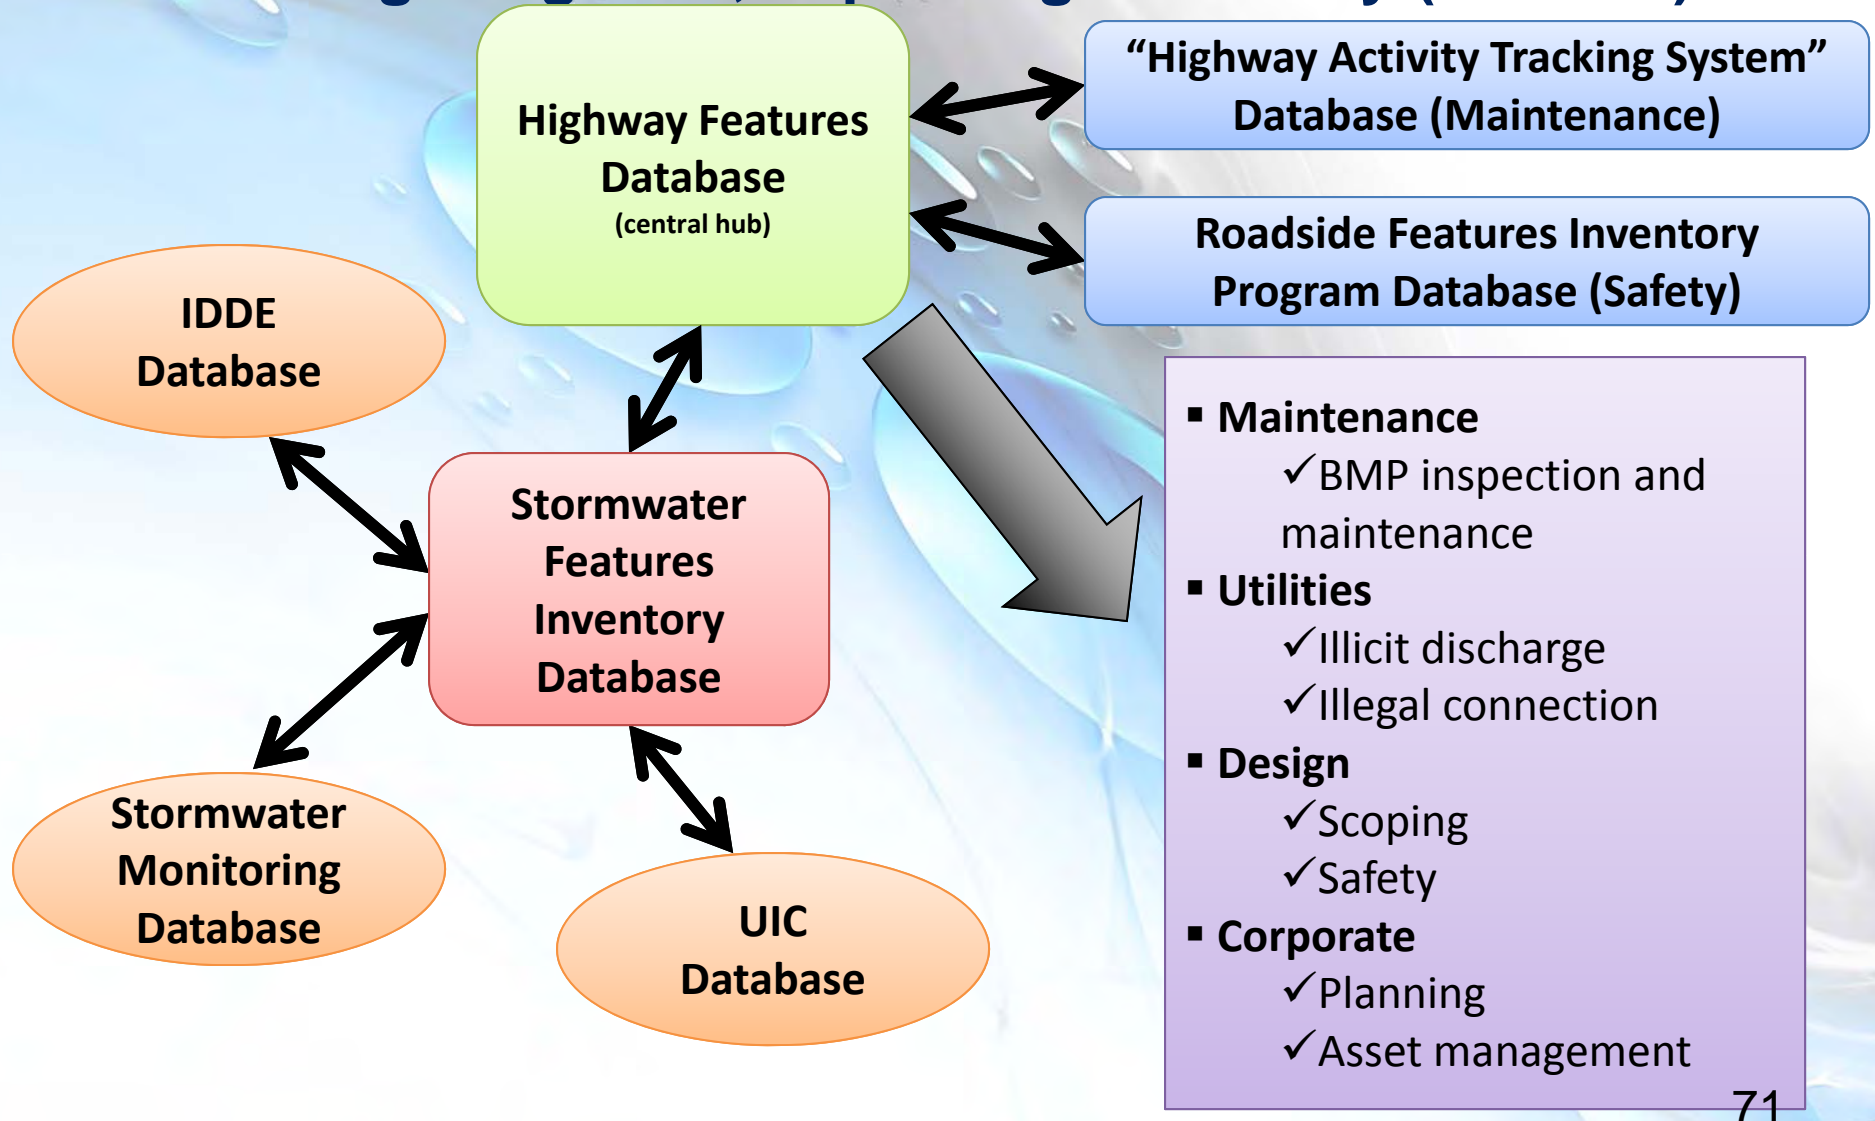 Highway Features
Database
(central hub)
“Highway Activity Tracking System”
Database (Maintenance)
Roadside Features Inventory
Program Database (Safety)
IDDE
Database
Stormwater
Features
Inventory
Database
Stormwater
Monitoring
Database
UIC
Database
▪ Maintenance
✓BMP inspection and
maintenance
▪ Utilities
✓Illicit discharge
✓Illegal connection
▪ Design
✓Scoping
✓Safety
▪ Corporate
✓Planning
✓Asset management
71